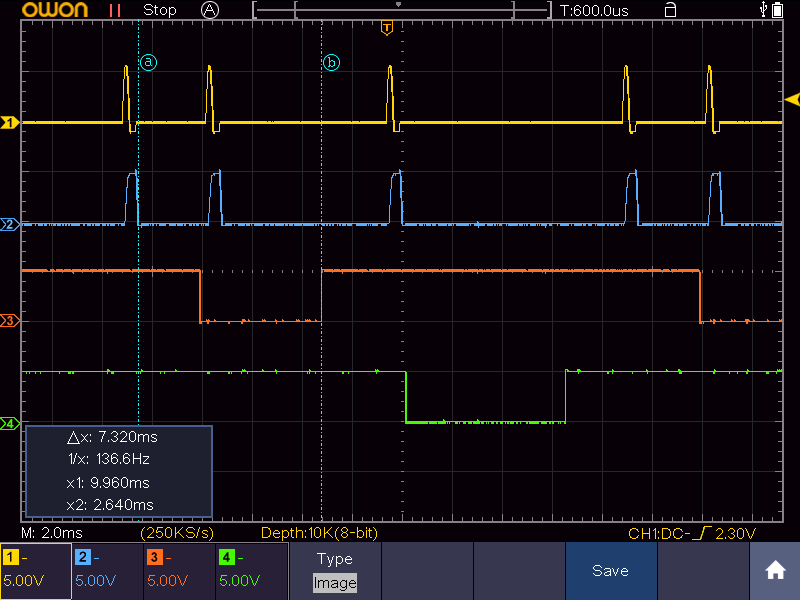 OWON Stop A T:600.0us
T
a b
1
2
3
4
△x: 7.320ms
1/x: 136.6Hz
x1: 9.960ms
x2: 2.640ms
M: 2.0ms (250KS/s) Depth:10K(8-bit) CH1:DC- 2.30V
1 - 2 - 3 - 4 - Type
5.00V 5.00V 5.00V 5.00V Image Save